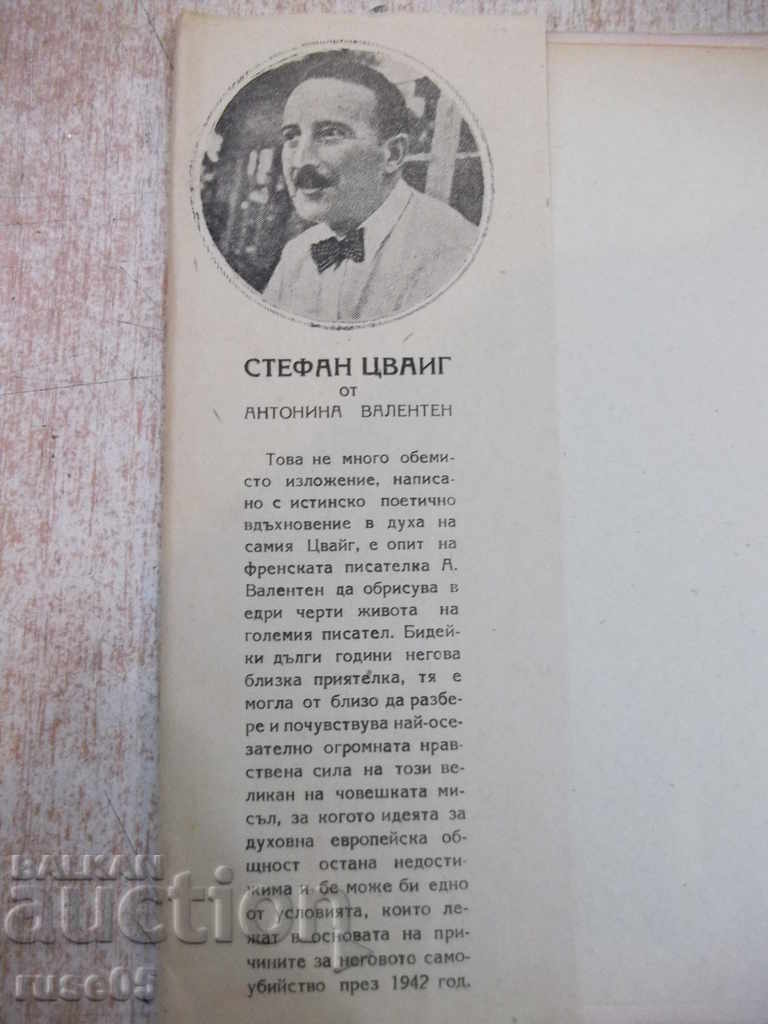 СТЕФАН ЦВАИГ
от
АНТОНИНА ВАЛЕНТЕН
Това не много обеми-
сто изложение, написа-
но с истинско поетично
вдъхновение в духа на
самия Цвайг, е опит на
френската писателка А.
Валентен да обрисува в
едри черти живота на
големия писател. Бидей-
ки дълги години негова
близка приятелка, тя е
могла от близо да разбе-
ре и почувствува най-осе-
зателно огромната нрав-
ствена сила на този ве-
ликан на човешката ми-
съл, за когото идеята за
духовна европейска об-
щност остана недости-
жима и бе може би едно
от условията, които ле-
жат в основата на при-
чините за неговото само-
убийство през 1942 год.
BALKAN
auction
ruse05